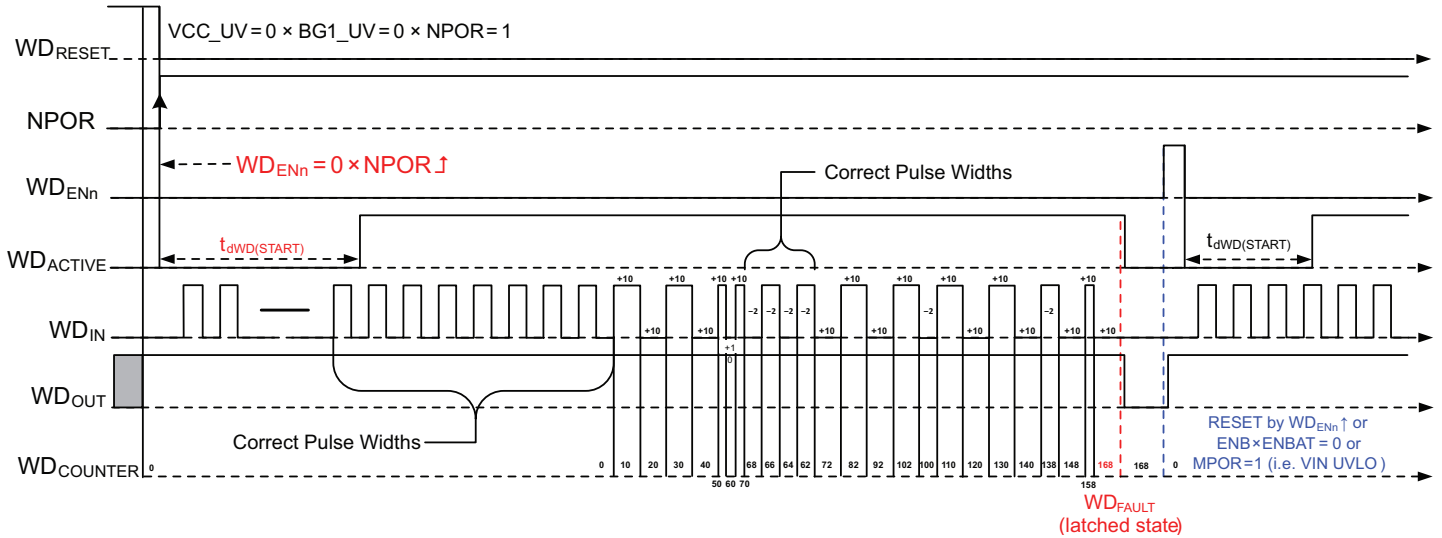 VCC_UV = 0 × BG1_UV = 0 × NPOR = 1
WDRESET
NPOR
WDENn = 0 × NPOR ↑
WDENn
Correct Pulse Widths
tdWD(START)
tdWD(START)
WDACTIVE
+10 +10 +10 +10 +10 +10 +10 +10 +10
−2 −2 −2 −2 −2 −2
WDIN
+10 +10 +10 +10 +10 +10 +10 +10
+1
0
WDOUT
Correct Pulse Widths
RESET by WDENn ↑ or
ENB×ENBAT = 0 or
MPOR=1 (i.e. VIN UVLO )
WDCOUNTER
0 0 10 20 30 40 68 66 64 62 72 82 92 102 100 110 120 130 140 138 148 168 168 0
50 60 70 158
WDFAULT
(latched state)